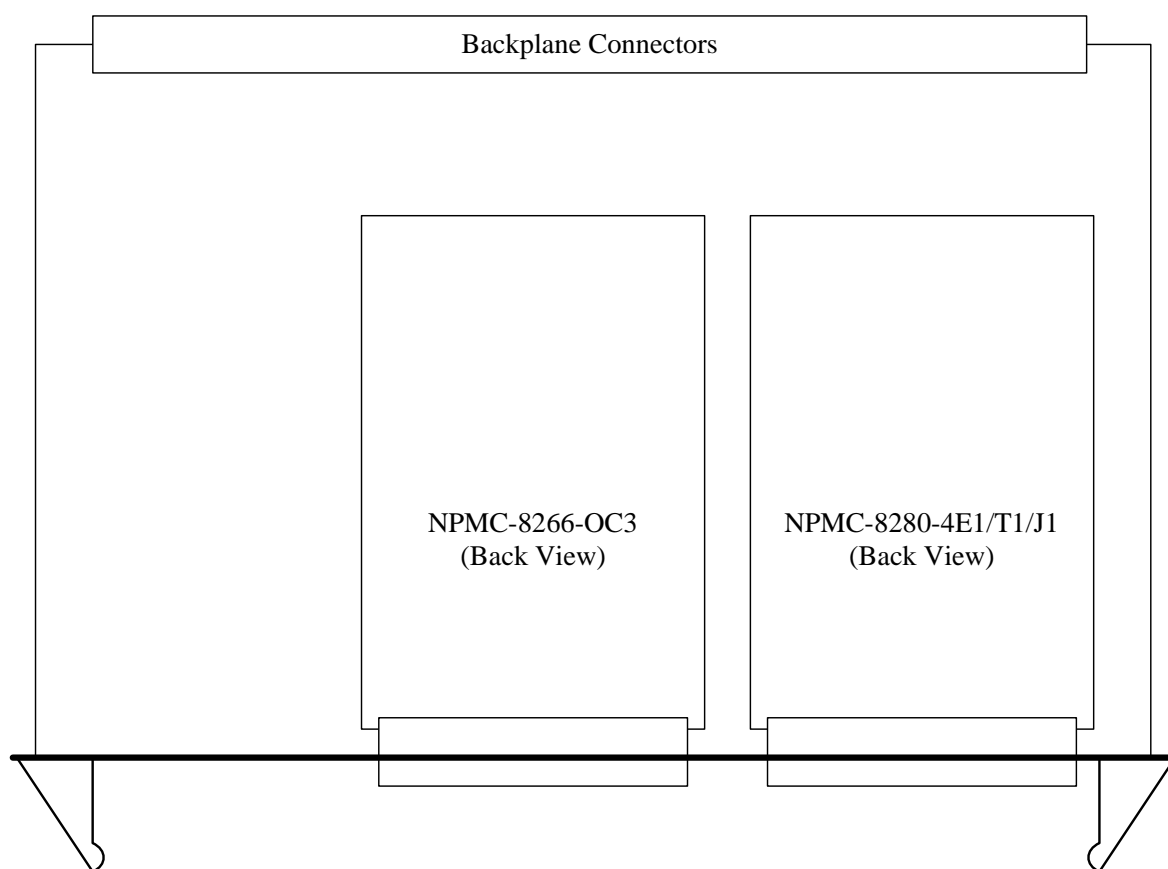 Backplane Connectors
NPMC-8266-OC3
(Back View)
NPMC-8280-4E1/T1/J1
(Back View)